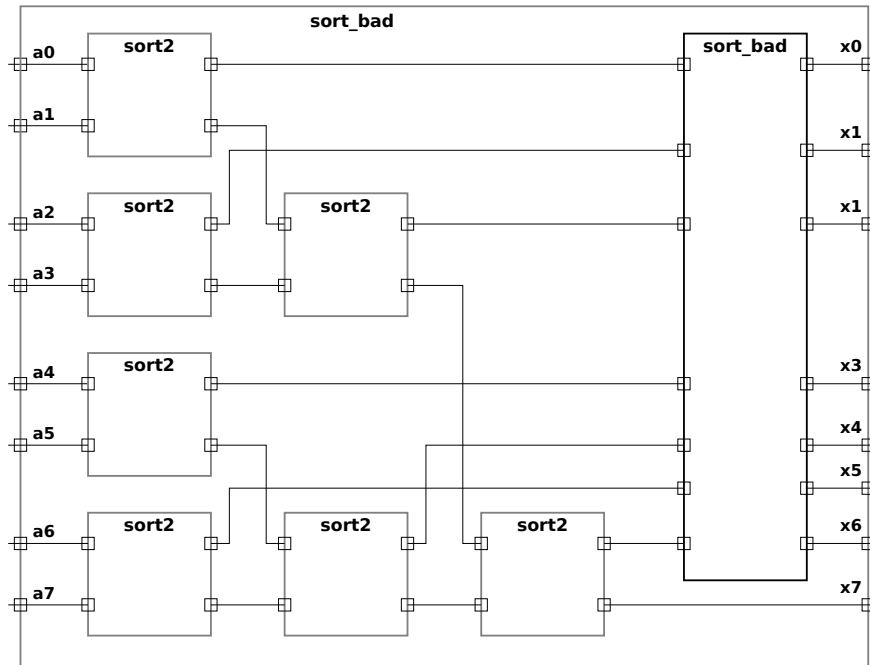 sort_bad
a0 sort2 sort_bad x0
a1 x1
a2 sort2 sort2 x1
a3
a4 sort2 x3
a5 x4
x5
a6 sort2 sort2 sort2 x6
a7 x7